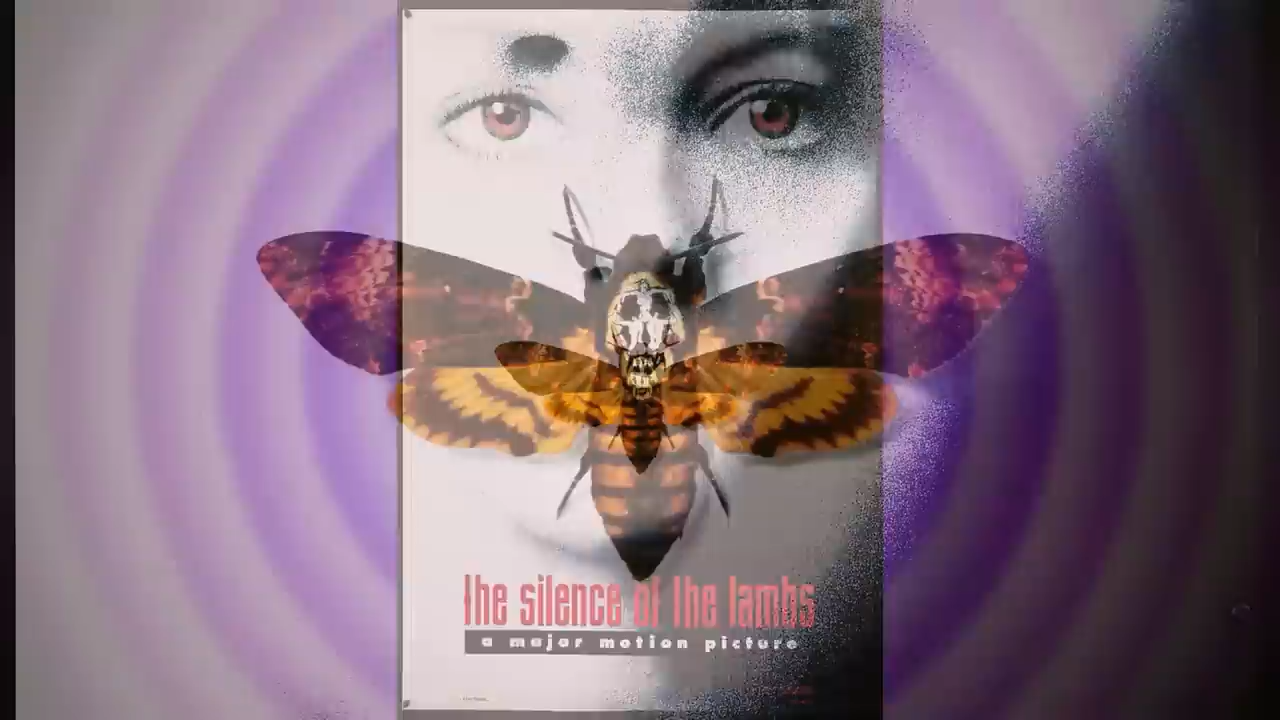 the silence of the lambs
a major motion picture